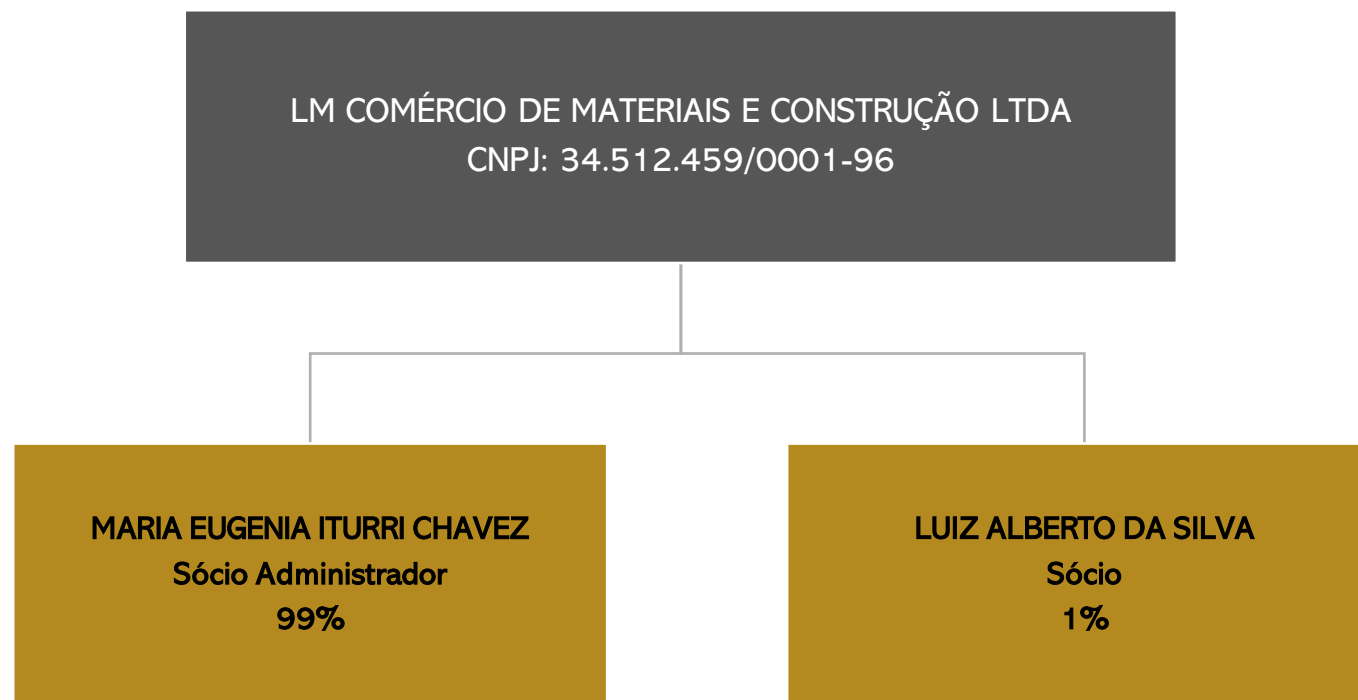 LM COMÉRCIO DE MATERIAIS E CONSTRUÇÃO LTDA
CNPJ: 34.512.459/0001-96
MARIA EUGENIA ITURRI CHAVEZ
Sócio Administrador
99%
LUIZ ALBERTO DA SILVA
Sócio
1%